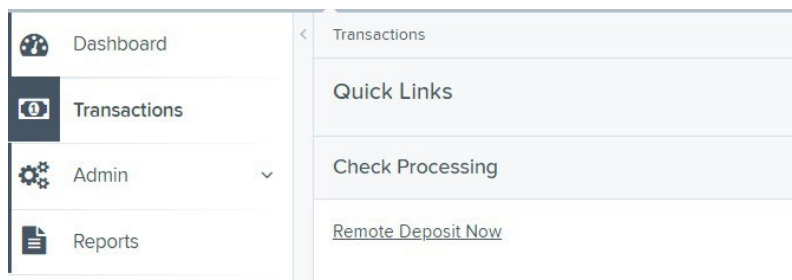 Dashboard
Transactions
Admin
Reports
Transactions
Quick Links
Check Processing
Remote Deposit Now